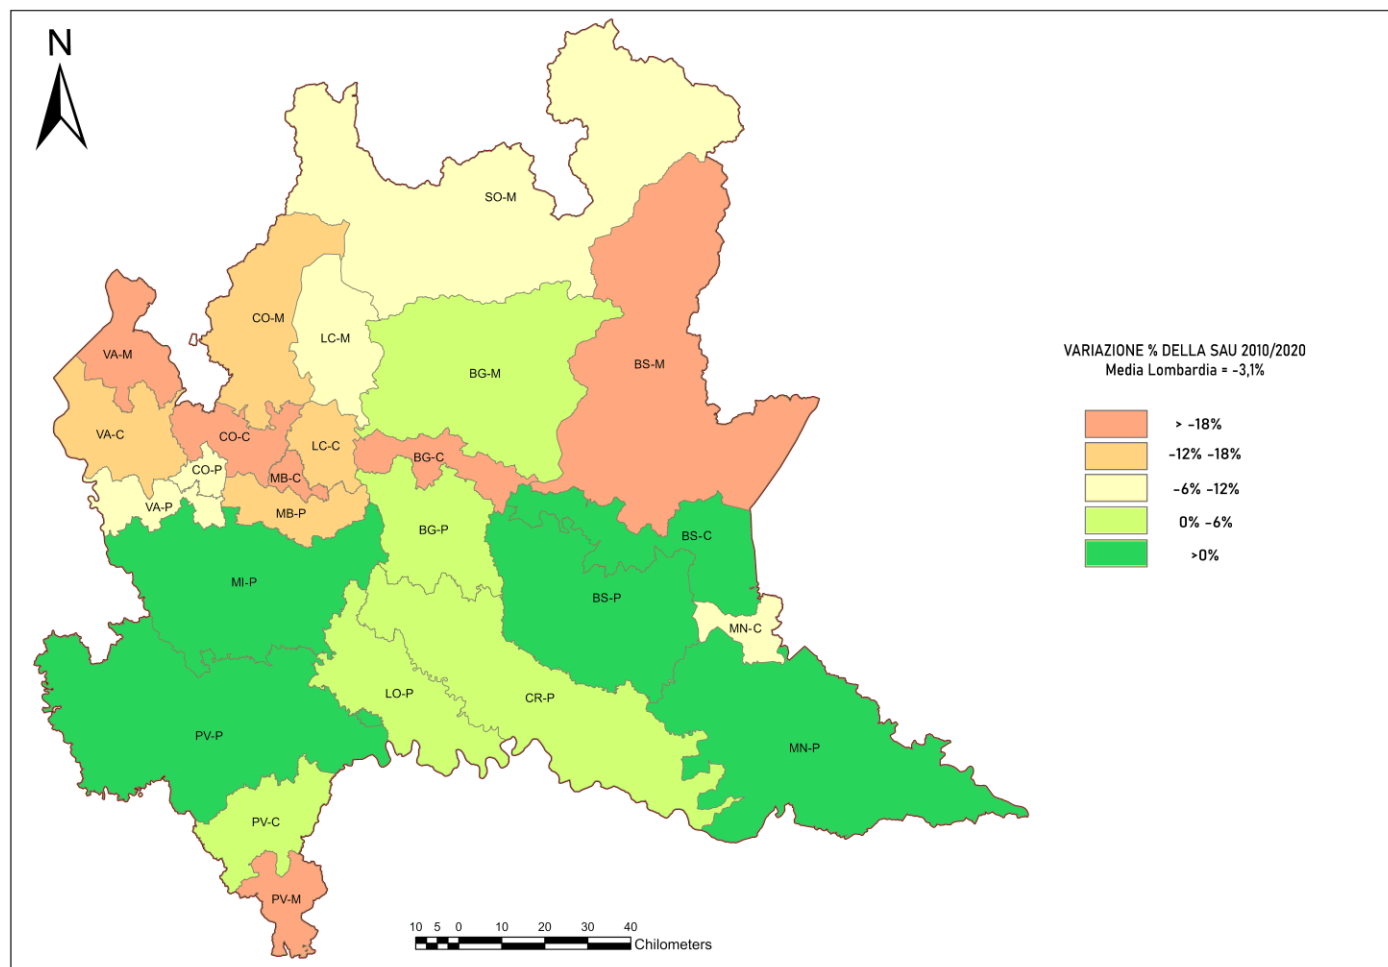 N
SO-M
CO-M
LC-M
VA-M
BG-M
BS-M
VA-C
CO-C
LC-C
BG-C
CO-P
MB-C
VA-P
MB-P
BG-P
BS-C
MI-P
BS-P
MN-C
LO-P
CR-P
PV-P
MN-P
PV-C
PV-M
VARIAZIONE % DELLA SAU 2010/2020
Media Lombardia = -3,1%
> -18%
-12% -18%
-6% -12%
0% -6%
>0%
10 5 0 10 20 30 40
Chilometers